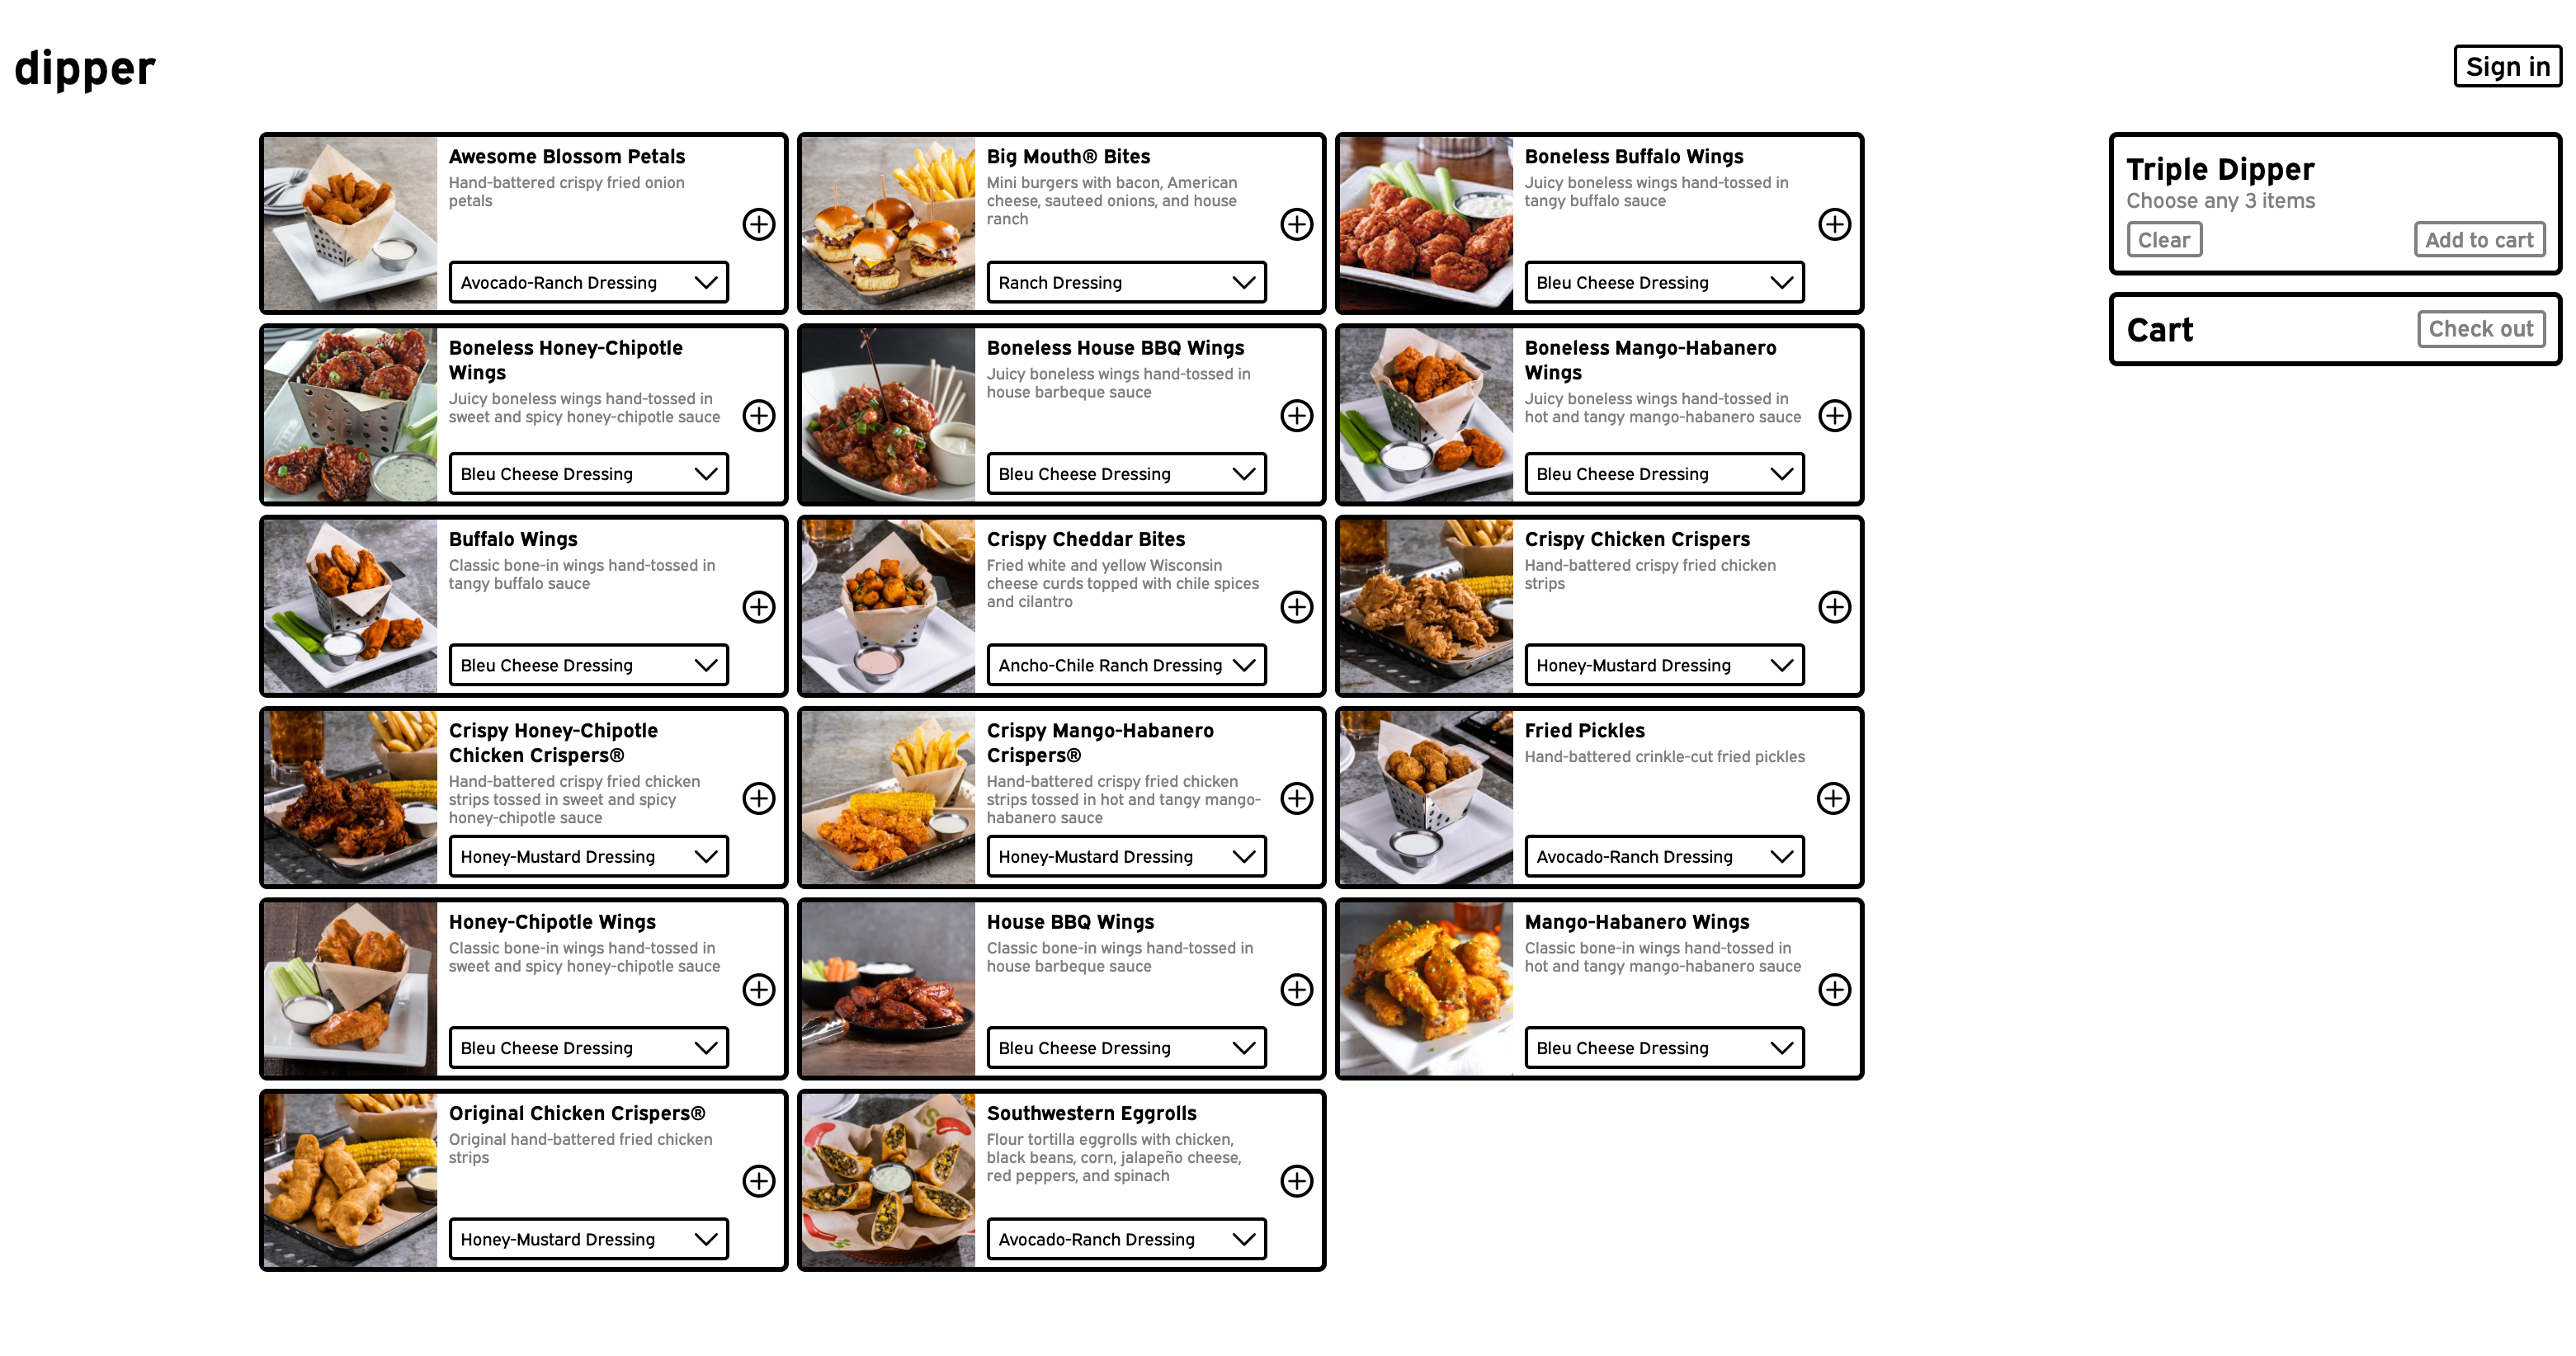 dipper
Sign in
Awesome Blossom Petals
Hand-battered crispy fried onion
petals
Avocado-Ranch Dressing
Big Mouth® Bites
Mini burgers with bacon, American
cheese, sauteed onions, and house
ranch
Ranch Dressing
Boneless Buffalo Wings
Juicy boneless wings hand-tossed in
tangy buffalo sauce
Bleu Cheese Dressing
Boneless Honey-Chipotle
Wings
Juicy boneless wings hand-tossed in
sweet and spicy honey-chipotle sauce
Bleu Cheese Dressing
Boneless House BBQ Wings
Juicy boneless wings hand-tossed in
house barbeque sauce
Bleu Cheese Dressing
Boneless Mango-Habanero
Wings
Juicy boneless wings hand-tossed in
hot and tangy mango-habanero sauce
Bleu Cheese Dressing
Buffalo Wings
Classic bone-in wings hand-tossed in
tangy buffalo sauce
Bleu Cheese Dressing
Crispy Cheddar Bites
Fried white and yellow Wisconsin
cheese curds topped with chile spices
and cilantro
Ancho-Chile Ranch Dressing
Crispy Chicken Crispers
Hand-battered crispy fried chicken
strips
Honey-Mustard Dressing
Crispy Honey-Chipotle
Chicken Crispers®
Hand-battered crispy fried chicken
strips tossed in sweet and spicy
honey-chipotle sauce
Honey-Mustard Dressing
Crispy Mango-Habanero
Crispers®
Hand-battered crispy fried chicken
strips tossed in hot and tangy mango-
habanero sauce
Honey-Mustard Dressing
Fried Pickles
Hand-battered crinkle-cut fried pickles
Avocado-Ranch Dressing
Honey-Chipotle Wings
Classic bone-in wings hand-tossed in
sweet and spicy honey-chipotle sauce
Bleu Cheese Dressing
House BBQ Wings
Classic bone-in wings hand-tossed in
house barbeque sauce
Bleu Cheese Dressing
Mango-Habanero Wings
Classic bone-in wings hand-tossed in
hot and tangy mango-habanero sauce
Bleu Cheese Dressing
Original Chicken Crispers®
Original hand-battered fried chicken
strips
Honey-Mustard Dressing
Southwestern Eggrolls
Flour tortilla eggrolls with chicken,
black beans, corn, jalapeño cheese,
red peppers, and spinach
Avocado-Ranch Dressing
Triple Dipper
Choose any 3 items
Clear
Add to cart
Cart
Check out